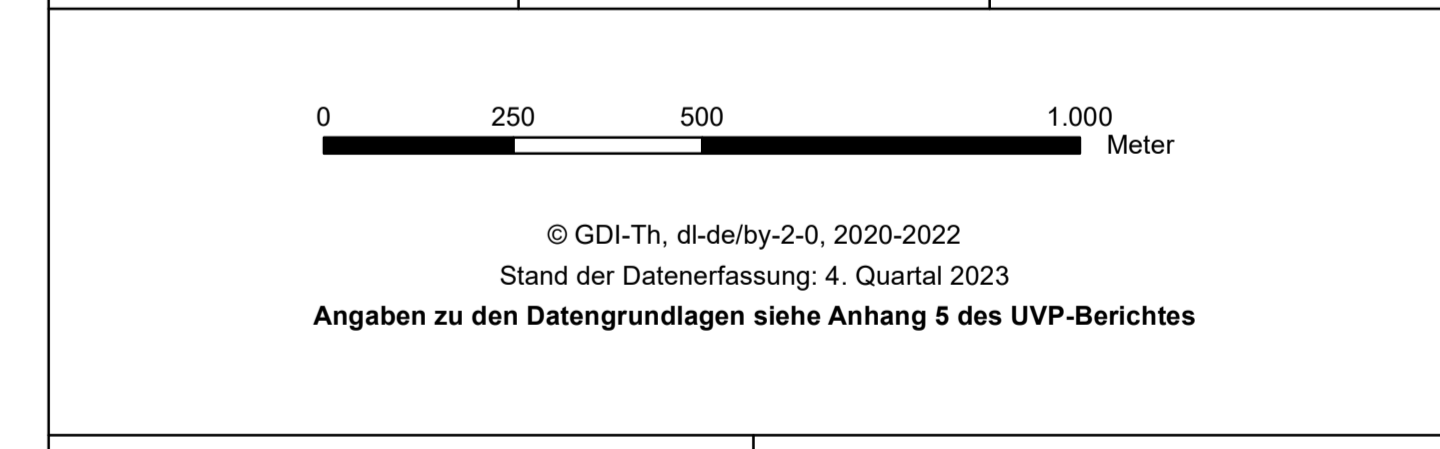 0 250 500 1.000
Meter
© GDI-Th, dl-de/by-2-0, 2020-2022
Stand der Datenerfassung: 4. Quartal 2023
Angaben zu den Datengrundlagen siehe Anhang 5 des UVP-Berichtes